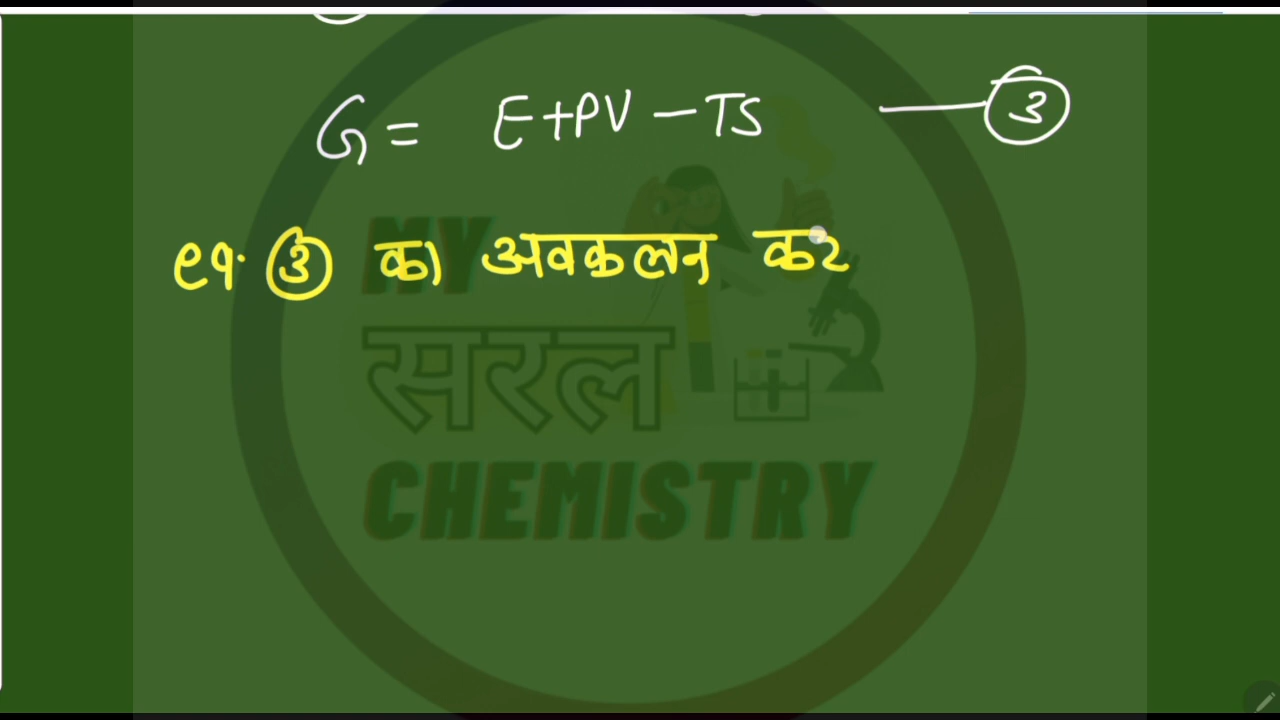 G = E+PV - TS — ③
eq. ③ का अवकलन कर
MY
सरल
CHEMISTRY